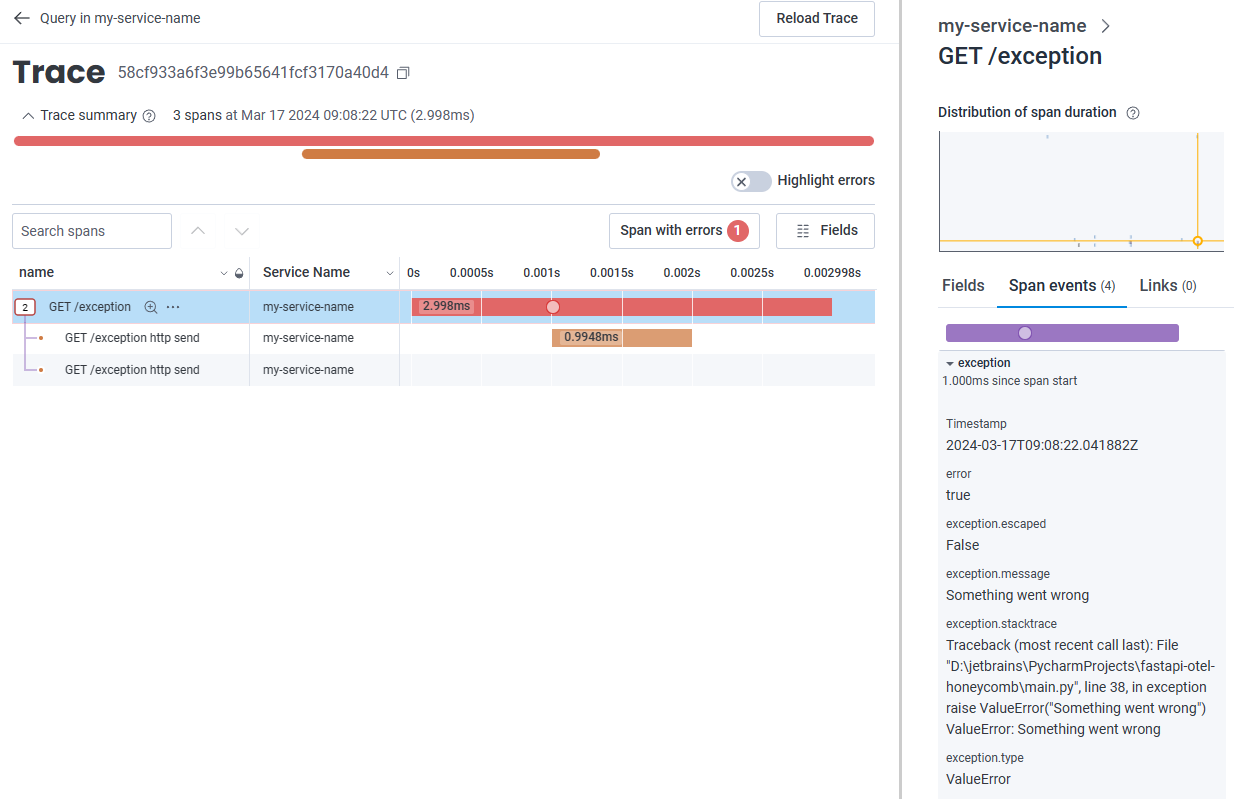 Query in my-service-name
Reload Trace
Trace 58cf933a6f3e99b65641fcf3170a40d4
Trace summary 3 spans at Mar 17 2024 09:08:22 UTC (2.998ms)
Highlight errors
Search spans
Span with errors 1
Fields
name Service Name 0s 0.0005s 0.001s 0.0015s 0.002s 0.0025s 0.002998s
2 GET /exception my-service-name 2.998ms
GET /exception http send my-service-name 0.9948ms
GET /exception http send my-service-name
my-service-name
GET /exception
Distribution of span duration
Fields Span events (4) Links (0)
exception
1.000ms since span start
Timestamp
2024-03-17T09:08:22.041882Z
error
true
exception.escaped
False
exception.message
Something went wrong
exception.stacktrace
Traceback (most recent call last): File
"D:\jetbrains\PycharmProjects\fastapi-otel-
honeycomb\main.py", line 38, in exception
raise ValueError("Something went wrong")
ValueError: Something went wrong
exception.type
ValueError